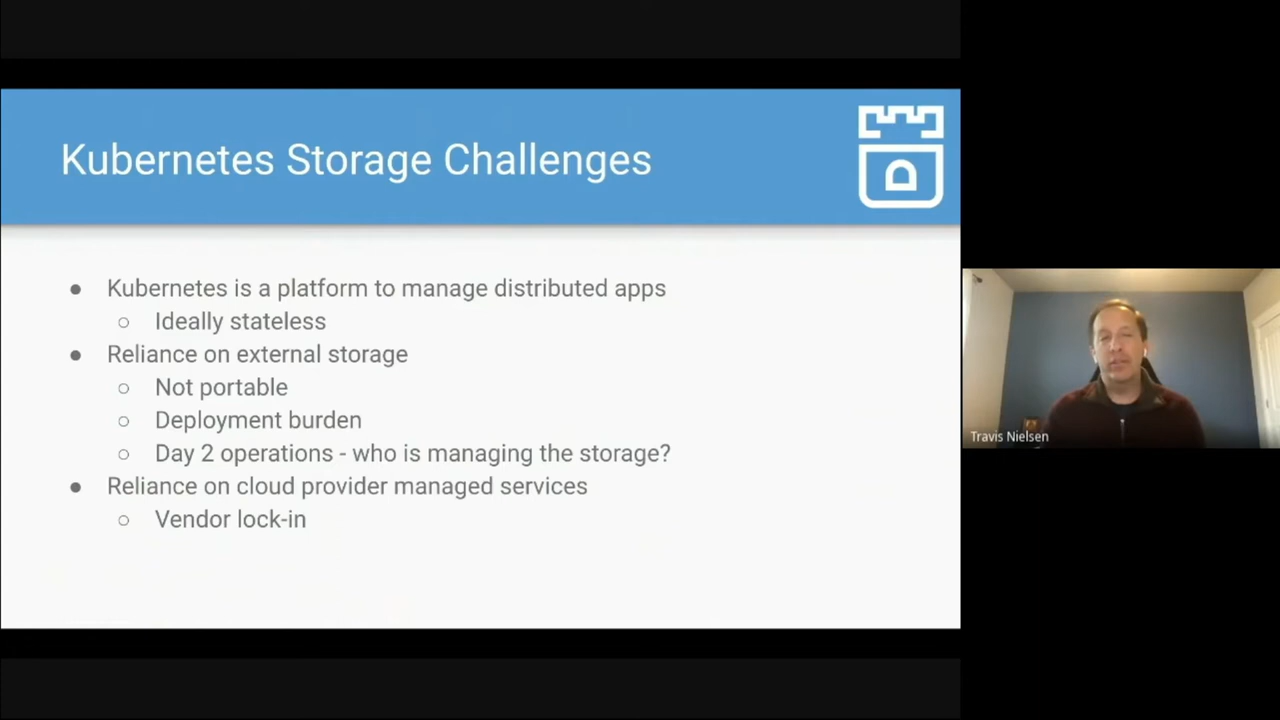 Kubernetes Storage Challenges
● Kubernetes is a platform to manage distributed apps
○ Ideally stateless
● Reliance on external storage
○ Not portable
○ Deployment burden
○ Day 2 operations - who is managing the storage?
● Reliance on cloud provider managed services
○ Vendor lock-in
Travis Nielsen